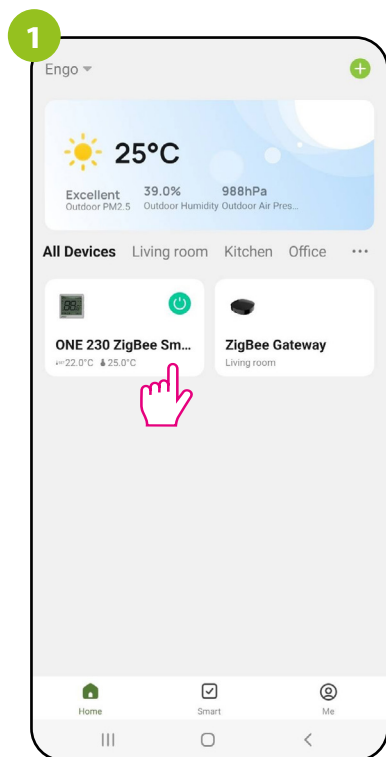 1
Engo
25°C
Excellent 39.0% 988hPa
Outdoor PM2.5 Outdoor Humidity Outdoor Air Pres...
All Devices Living room Kitchen Office ...
ONE 230 ZigBee Sm... ZigBee Gateway
22.0°C 25.0°C Living room
Home Smart Me